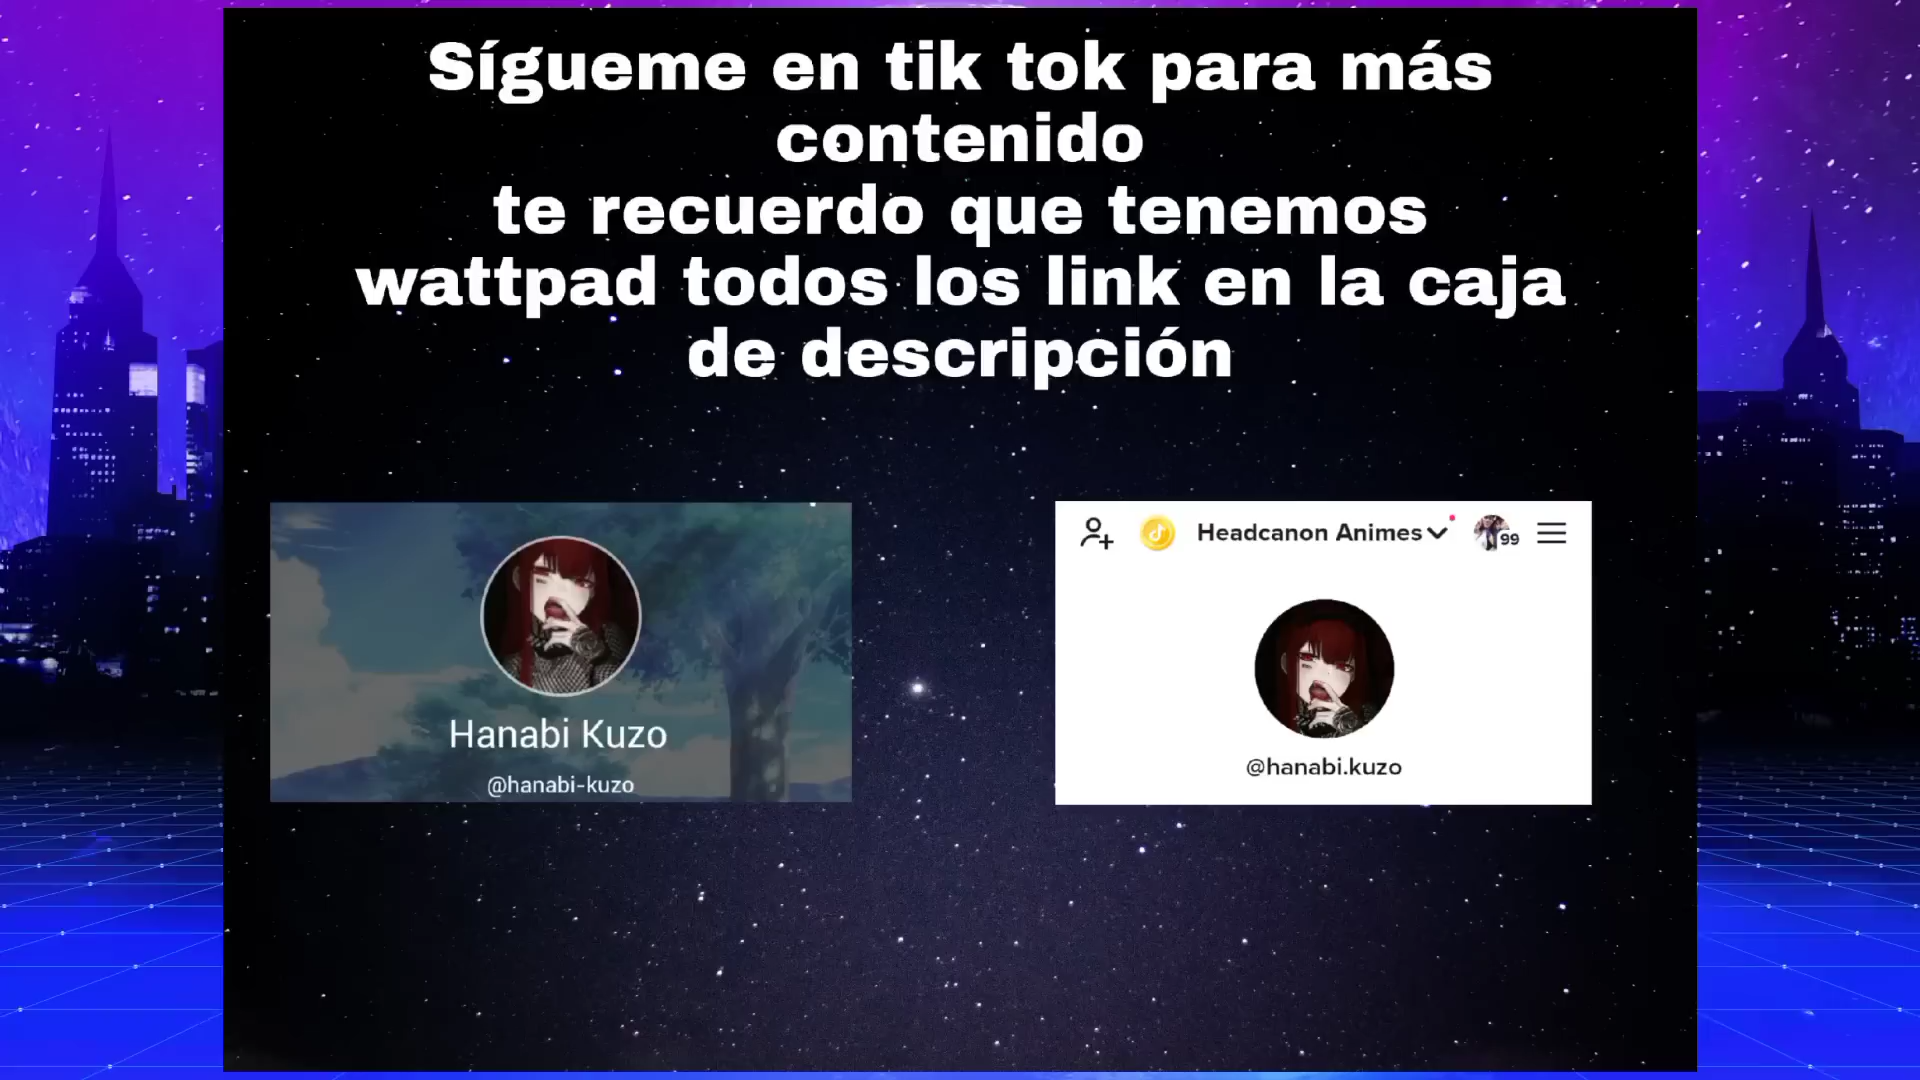 Sígueme en tik tok para más
contenido
te recuerdo que tenemos
wattpad todos los link en la caja
de descripción
Hanabi Kuzo
@hanabi-kuzo
Headcanon Animes
99
@hanabi.kuzo